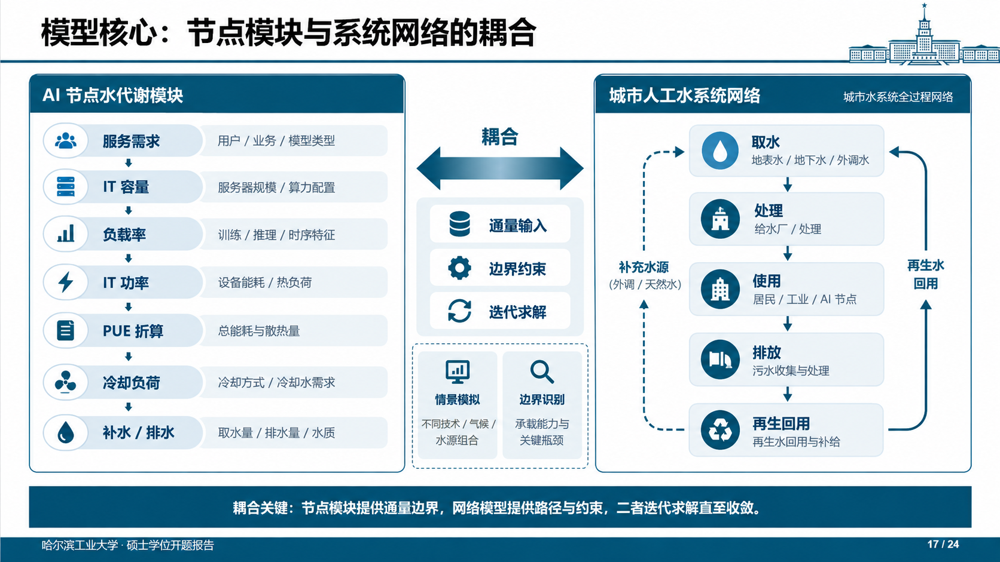 模型核心：节点模块与系统网络的耦合
AI 节点水代谢模块
服务需求
用户 / 业务 / 模型类型
IT 容量
服务器规模 / 算力配置
负载率
训练 / 推理 / 时序特征
IT 功率
设备能耗 / 热负荷
PUE 折算
总能耗与散热量
冷却负荷
冷却方式 / 冷却水需求
补水 / 排水
取水量 / 排水量 / 水质
耦合
通量输入
边界约束
迭代求解
情景模拟
不同技术 / 气候 /
水源组合
边界识别
承载能力与
关键瓶颈
城市人工水系统网络
城市水系统全过程网络
取水
地表水 / 地下水 / 外调水
处理
给水厂 / 处理
使用
居民 / 工业 / AI 节点
排放
污水收集与处理
再生回用
再生水回用与补给
补充水源
(外调 / 天然水)
再生水
回用
耦合关键：节点模块提供通量边界，网络模型提供路径与约束，二者迭代求解直至收敛。
哈尔滨工业大学 · 硕士学位开题报告
17 / 24